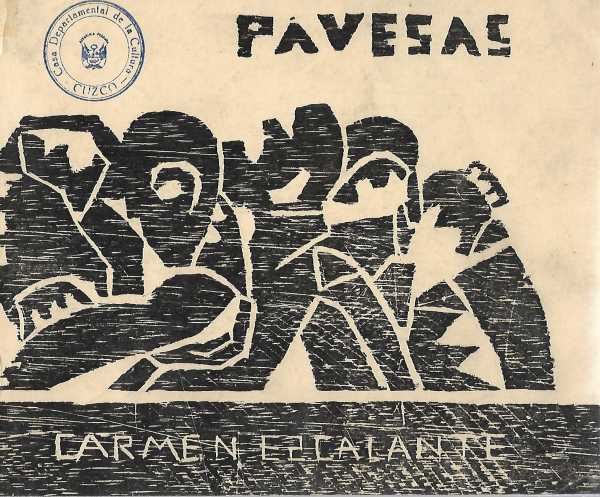 PAVESAS
Casa Departamental de la Cultura
CUZCO
CARMEN ESCALANTE